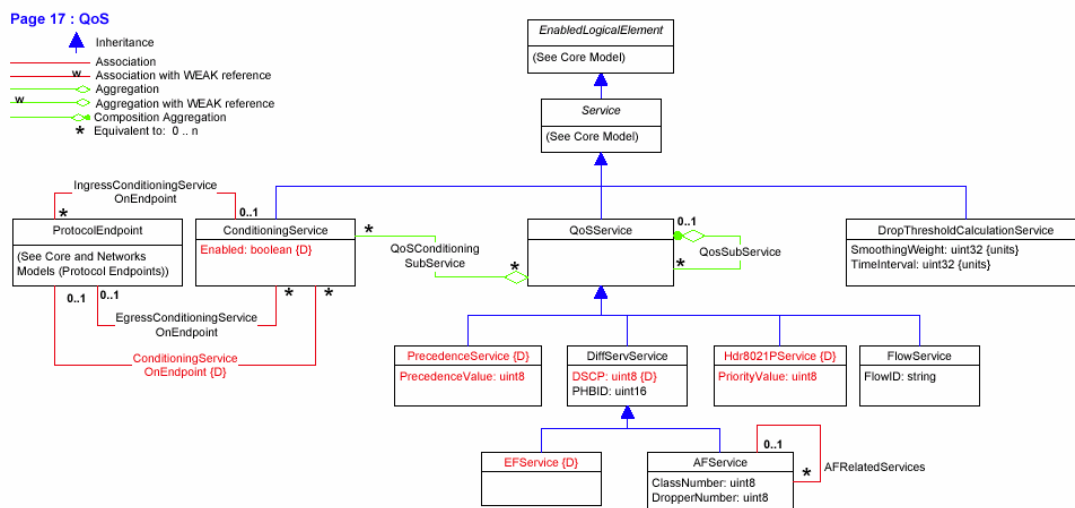 Page 17 : QoS
Inheritance
Association
w
Association with WEAK reference
Aggregation
w
Aggregation with WEAK reference
Composition Aggregation
* Equivalent to: 0 .. n
EnabledLogicalElement
(See Core Model)
Service
(See Core Model)
IngressConditioningService
OnEndpoint
*
0..1
ProtocolEndpoint
(See Core and Networks
Models (Protocol Endpoints))
0..1
0..1
EgressConditioningService
OnEndpoint
ConditioningService
OnEndpoint {D}
ConditioningService
Enabled: boolean {D}
*
*
*
QoSConditioning
SubService
*
QoSService
0..1
*
QosSubService
DropThresholdCalculationService
SmoothingWeight: uint32 {units}
TimeInterval: uint32 {units}
PrecedenceService {D}
PrecedenceValue: uint8
DiffServService
DSCP: uint8 {D}
PHBID: uint16
Hdr8021PService {D}
PriorityValue: uint8
FlowService
FlowID: string
EFService {D}
AFService
ClassNumber: uint8
DropperNumber: uint8
0..1
*
AFRelatedServices